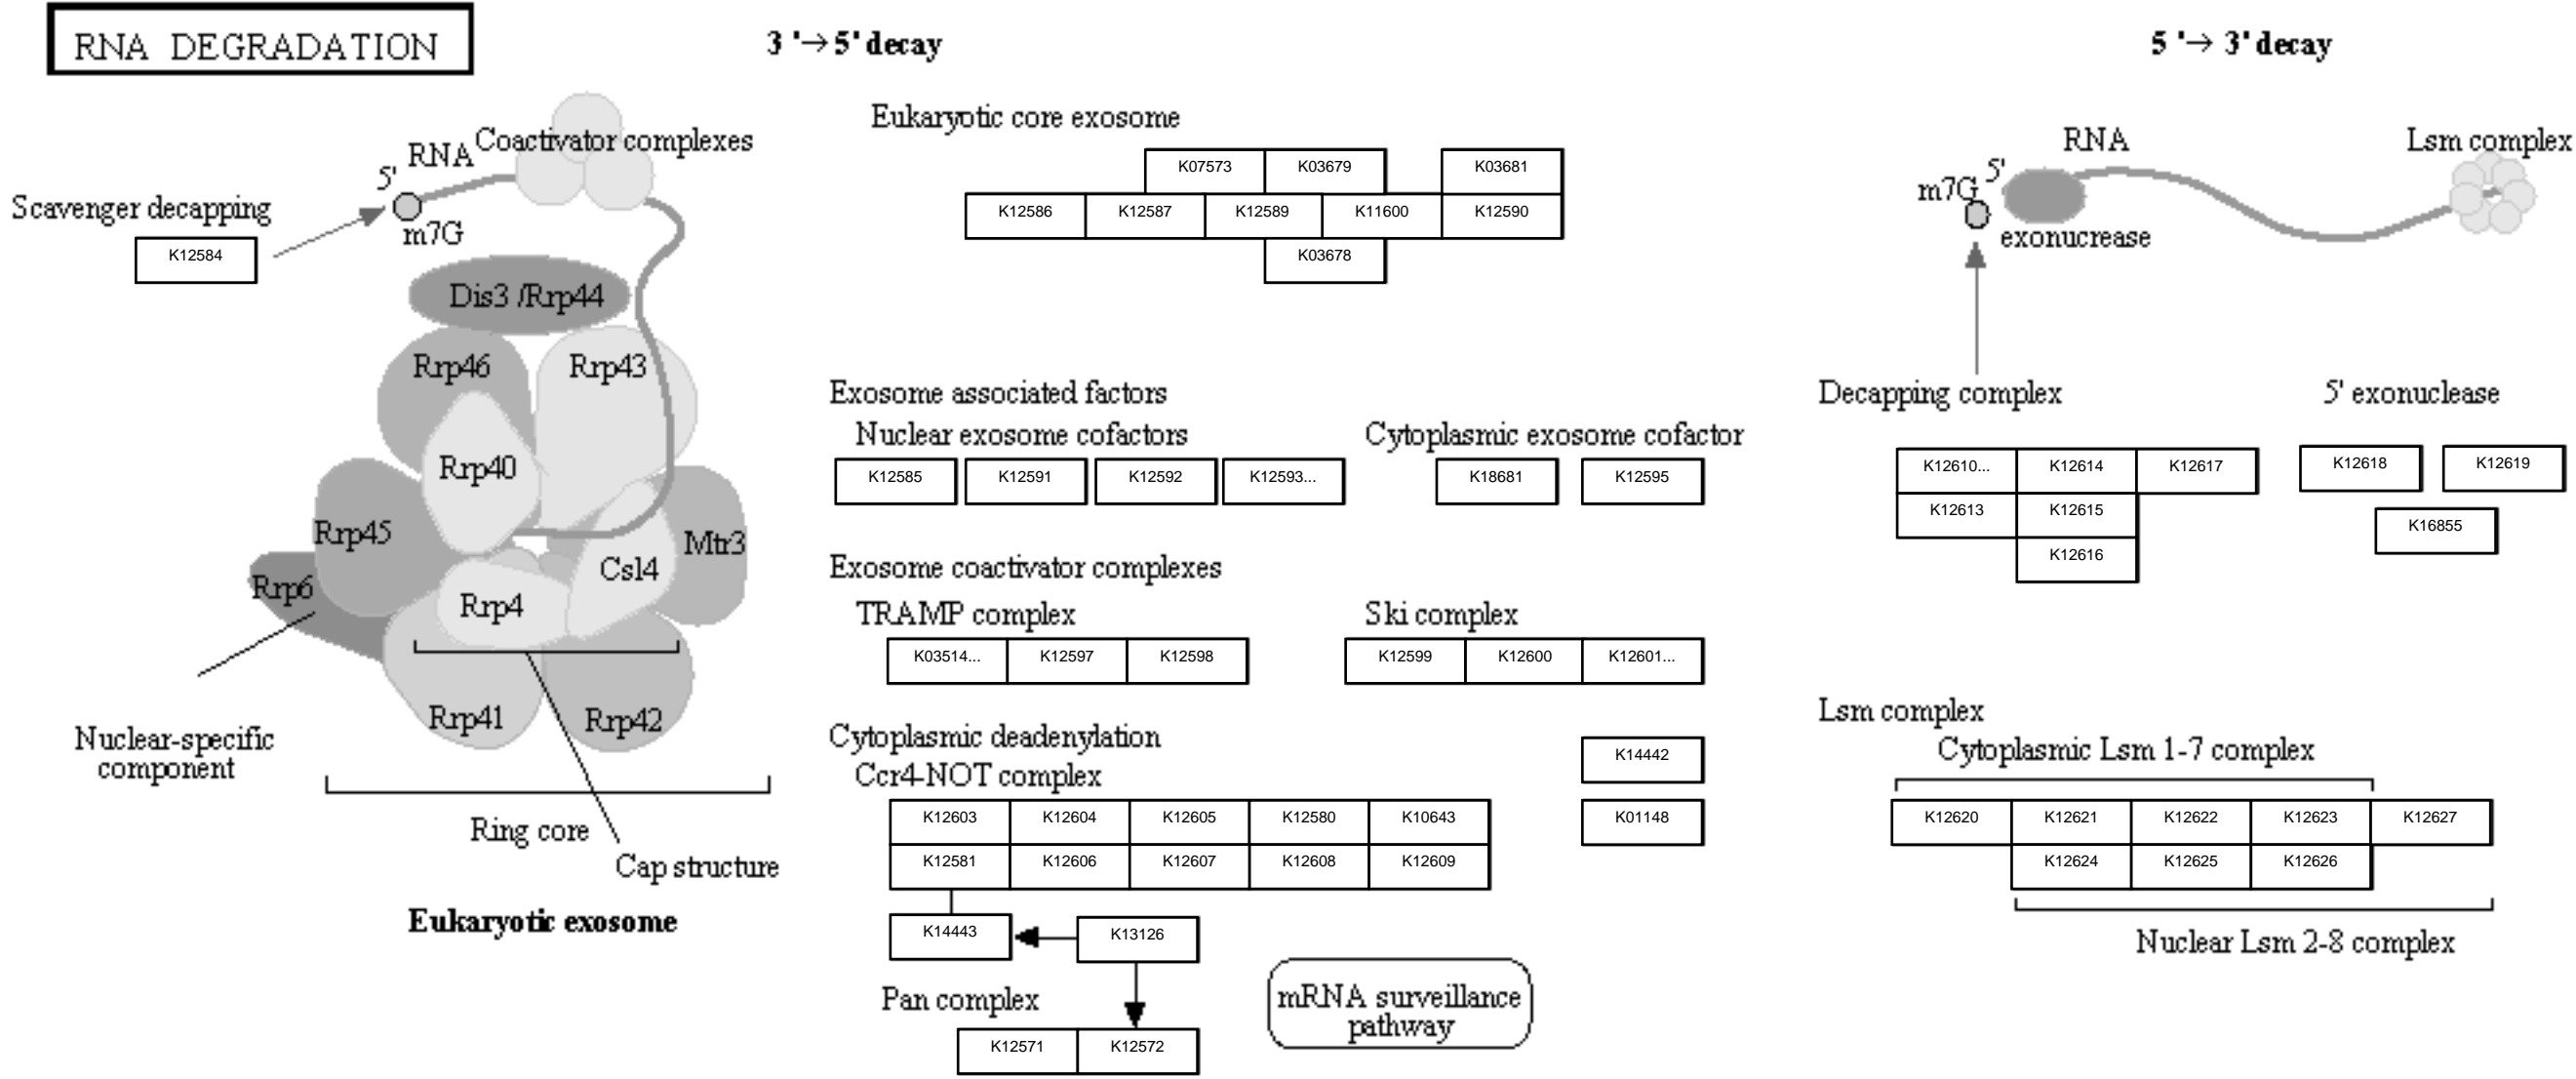 RNA DEGRADATION
3 '→ 5' decay
5 '→ 3' decay
Eukaryotic core exosome
Coactivator complexes
RNA
5'
m7G
Scavenger decapping
K12584
K07573 K03679 K03681
K12586 K12587 K12589 K11600 K12590
K03678
RNA
Lsm complex
5'
m7G
exonucrease
Dis3 /Rrp44
Rrp46
Rrp43
Rrp40
Rrp45
Mtr3
Csl4
Rrp6
Rrp4
Rrp41
Rrp42
Nuclear-specific
component
Ring core
Cap structure
Eukaryotic exosome
Exosome associated factors
Nuclear exosome cofactors
K12585 K12591 K12592 K12593...
Cytoplasmic exosome cofactor
K18681 K12595
Exosome coactivator complexes
TRAMP complex
K03514... K12597 K12598
Ski complex
K12599 K12600 K12601...
Cytoplasmic deadenylation
Ccr4-NOT complex
K14442
K01148
K12603 K12604 K12605 K12580 K10643
K12581 K12606 K12607 K12608 K12609
K14443 K13126
Pan complex
K12571 K12572
mRNA surveillance
pathway
Decapping complex
K12610... K12614 K12617
K12613 K12615
K12616
5' exonuclease
K12618 K12619
K16855
Lsm complex
Cytoplasmic Lsm 1-7 complex
K12620 K12621 K12622 K12623 K12627
K12624 K12625 K12626
Nuclear Lsm 2-8 complex